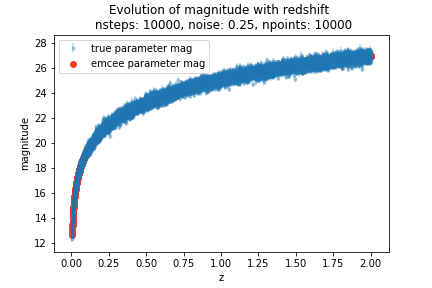 Evolution of magnitude with redshift
nsteps: 10000, noise: 0.25, npoints: 10000
true parameter mag
emcee parameter mag
28
26
24
22
20
18
16
14
12
magnitude
0.00 0.25 0.50 0.75 1.00 1.25 1.50 1.75 2.00
z